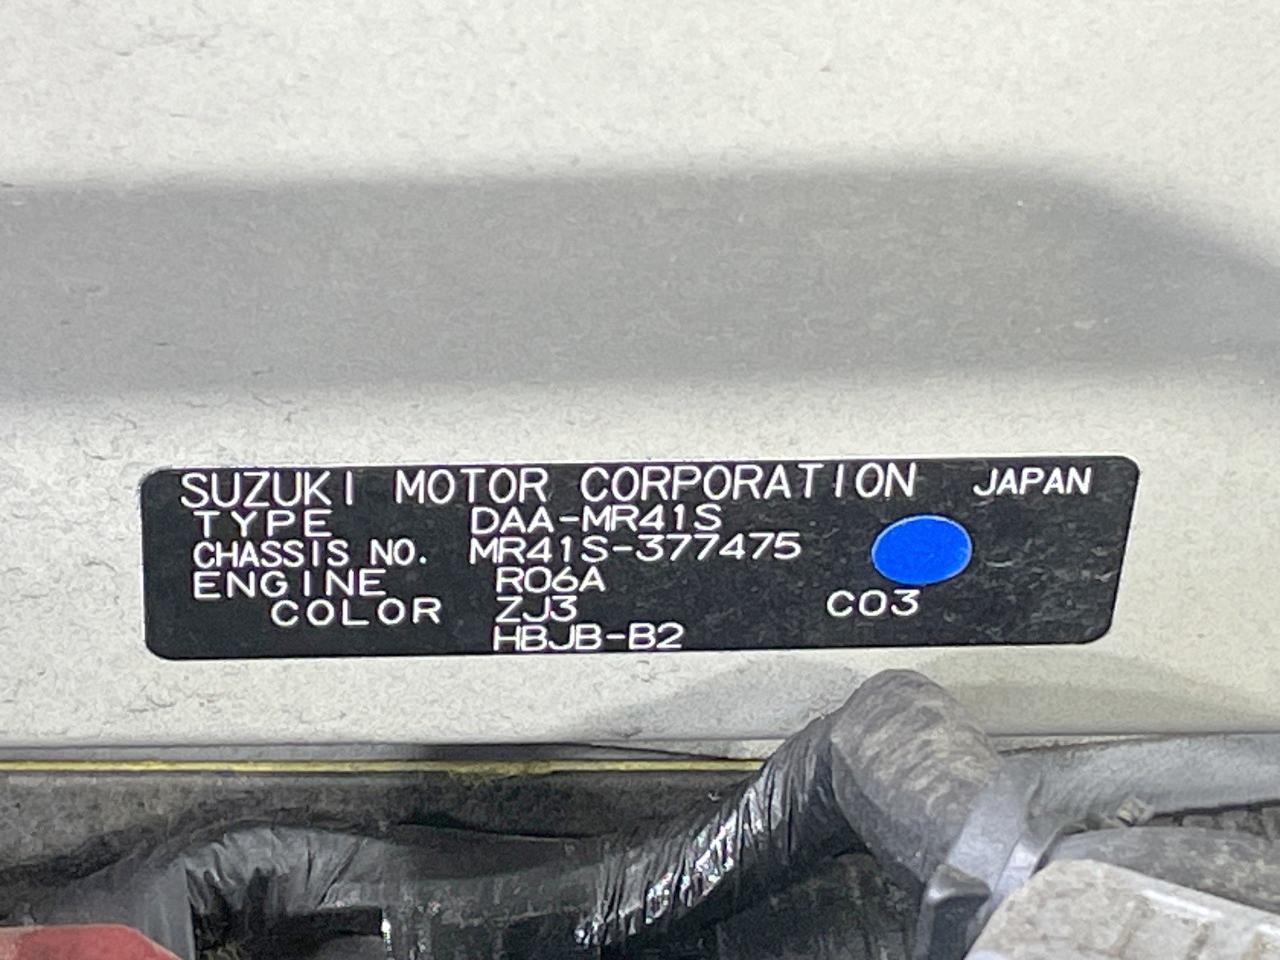 SUZUKI MOTOR CORPORATION JAPAN
TYPE DAA-MR41S
CHASSIS NO. MR41S-377475
ENGINE R06A
COLOR ZJ3 C03
HBJB-B2